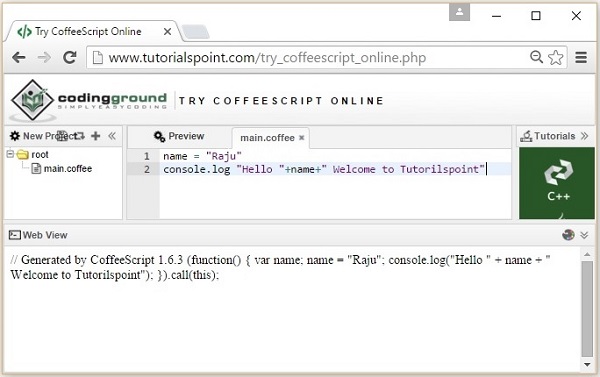 Try CoffeeScript Online
www.tutorialspoint.com/try_coffeescript_online.php
codingground
SIMPLYEASYCODING
TRY COFFEESCRIPT ONLINE
New Project
Preview
main.coffee
Tutorials
root
main.coffee
1 name = "Raju"
2 console.log "Hello "+name+" Welcome to Tutorilspoint"
C++
Web View
// Generated by CoffeeScript 1.6.3 (function() { var name; name = "Raju"; console.log("Hello " + name + "
Welcome to Tutorilspoint"); }).call(this);